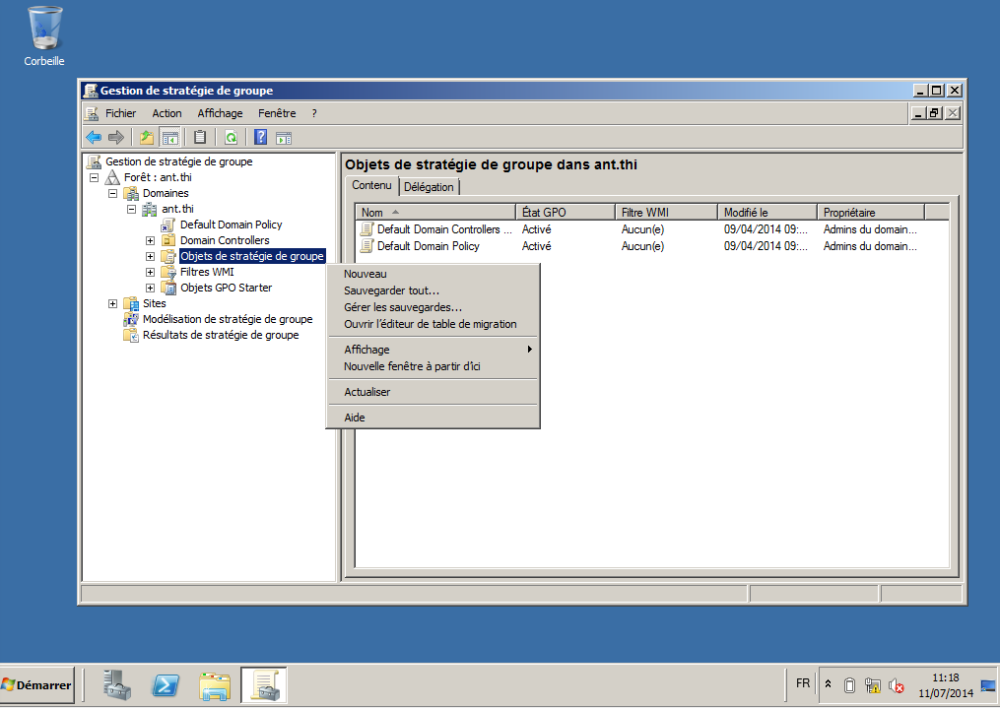 Corbeille
Gestion de stratégie de groupe
Fichier Action Affichage Fenêtre ?
Gestion de stratégie de groupe
Forêt : ant.thi
Domaines
ant.thi
Default Domain Policy
Domain Controllers
Objets de stratégie de groupe
Filtres WMI
Objets GPO Starter
Sites
Modélisation de stratégie de groupe
Résultats de stratégie de groupe
Objets de stratégie de groupe dans ant.thi
Contenu Délégation
Nom État GPO Filtre WMI Modifié le Propriétaire
Default Domain Controllers ... Activé Aucun(e) 09/04/2014 09:... Admins du domain...
Default Domain Policy Activé Aucun(e) 09/04/2014 09:... Admins du domain...
Nouveau
Sauvegarder tout...
Gérer les sauvegardes...
Ouvrir l'éditeur de table de migration
Affichage
Nouvelle fenêtre à partir d'ici
Actualiser
Aide
Démarrer
FR
11:18
11/07/2014